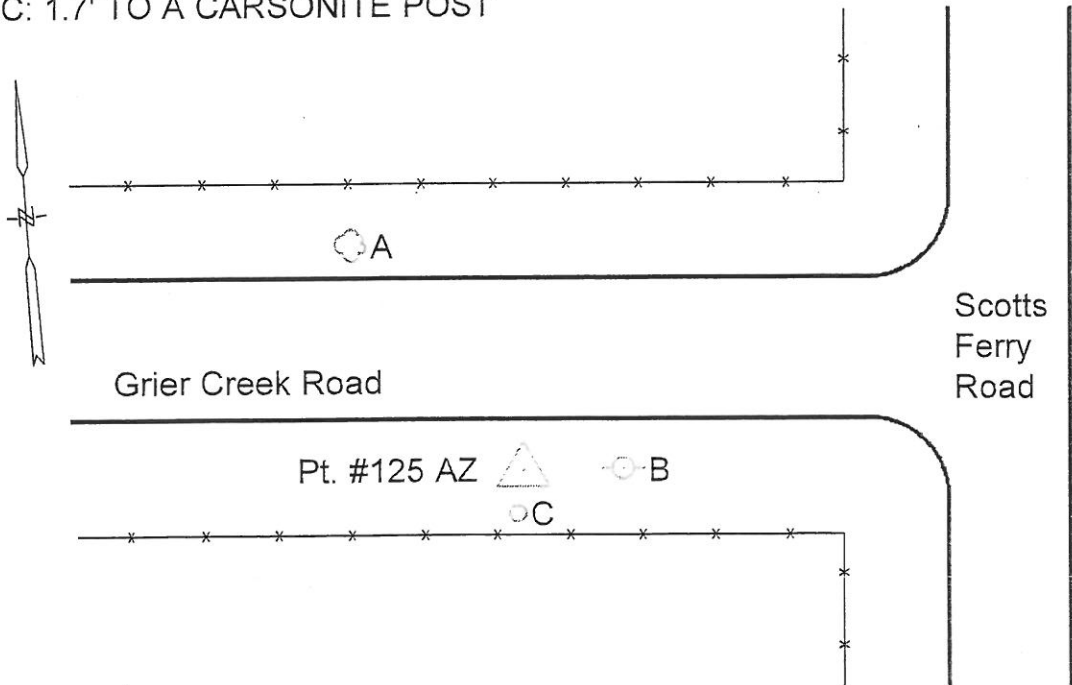 C: 1.7' TO A CARSONITE POST
N
A
Scotts
Ferry
Road
Grier Creek Road
Pt. #125 AZ
B
C